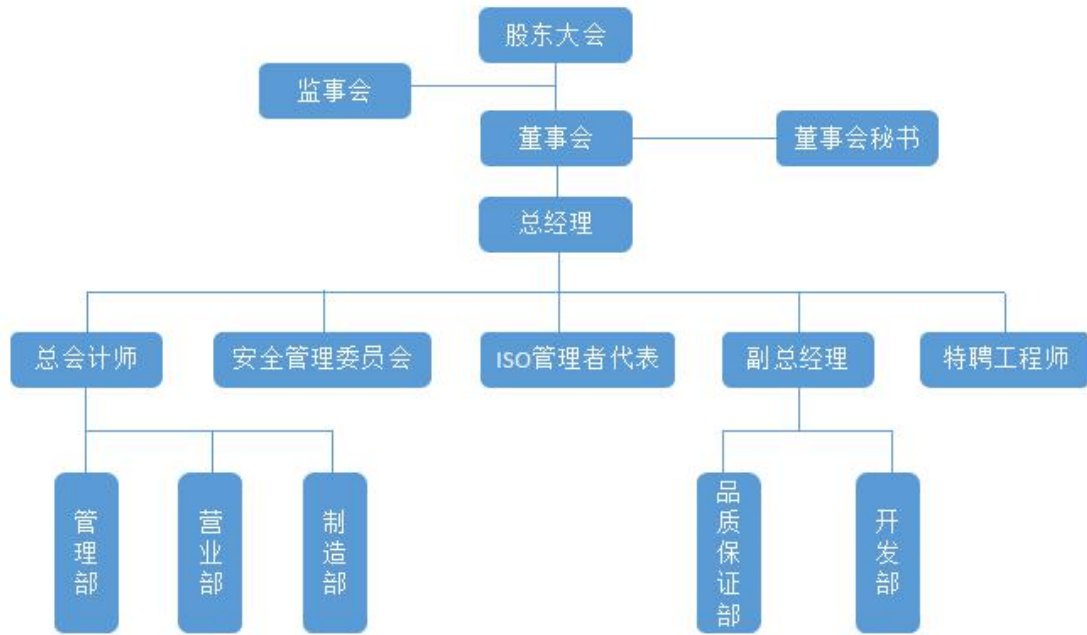 股东大会
监事会
董事会
董事会秘书
总经理
总会计师
安全管理委员会
ISO管理者代表
副总经理
特聘工程师
管理部
营业部
制造部
品质保证部
开发部